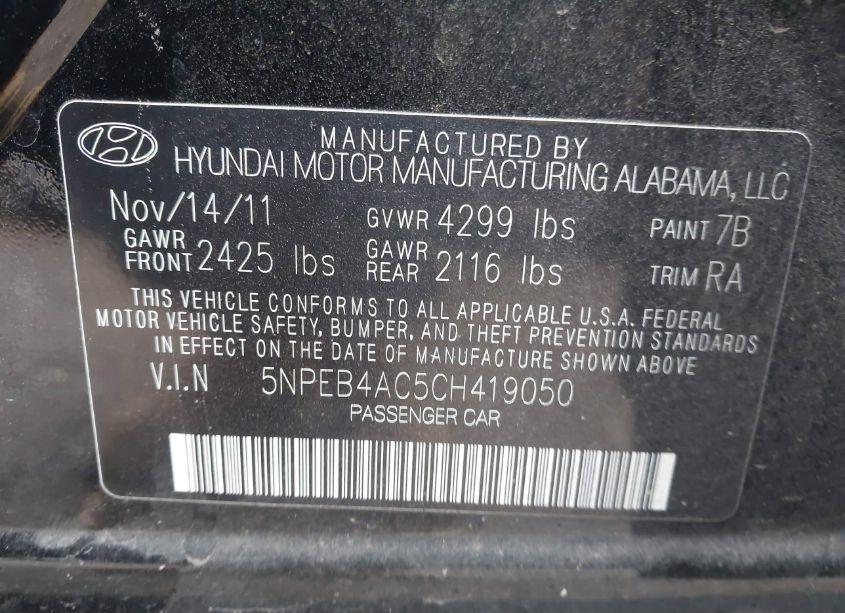 MANUFACTURED BY
HYUNDAI MOTOR MANUFACTURING ALABAMA, LLC
Nov/14/11 GVWR 4299 lbs PAINT 7B
GAWR FRONT 2425 lbs GAWR REAR 2116 lbs TRIM RA
THIS VEHICLE CONFORMS TO ALL APPLICABLE U.S.A. FEDERAL
MOTOR VEHICLE SAFETY, BUMPER, AND THEFT PREVENTION STANDARDS
IN EFFECT ON THE DATE OF MANUFACTURE SHOWN ABOVE
V.I.N 5NPEB4AC5CH419050
PASSENGER CAR